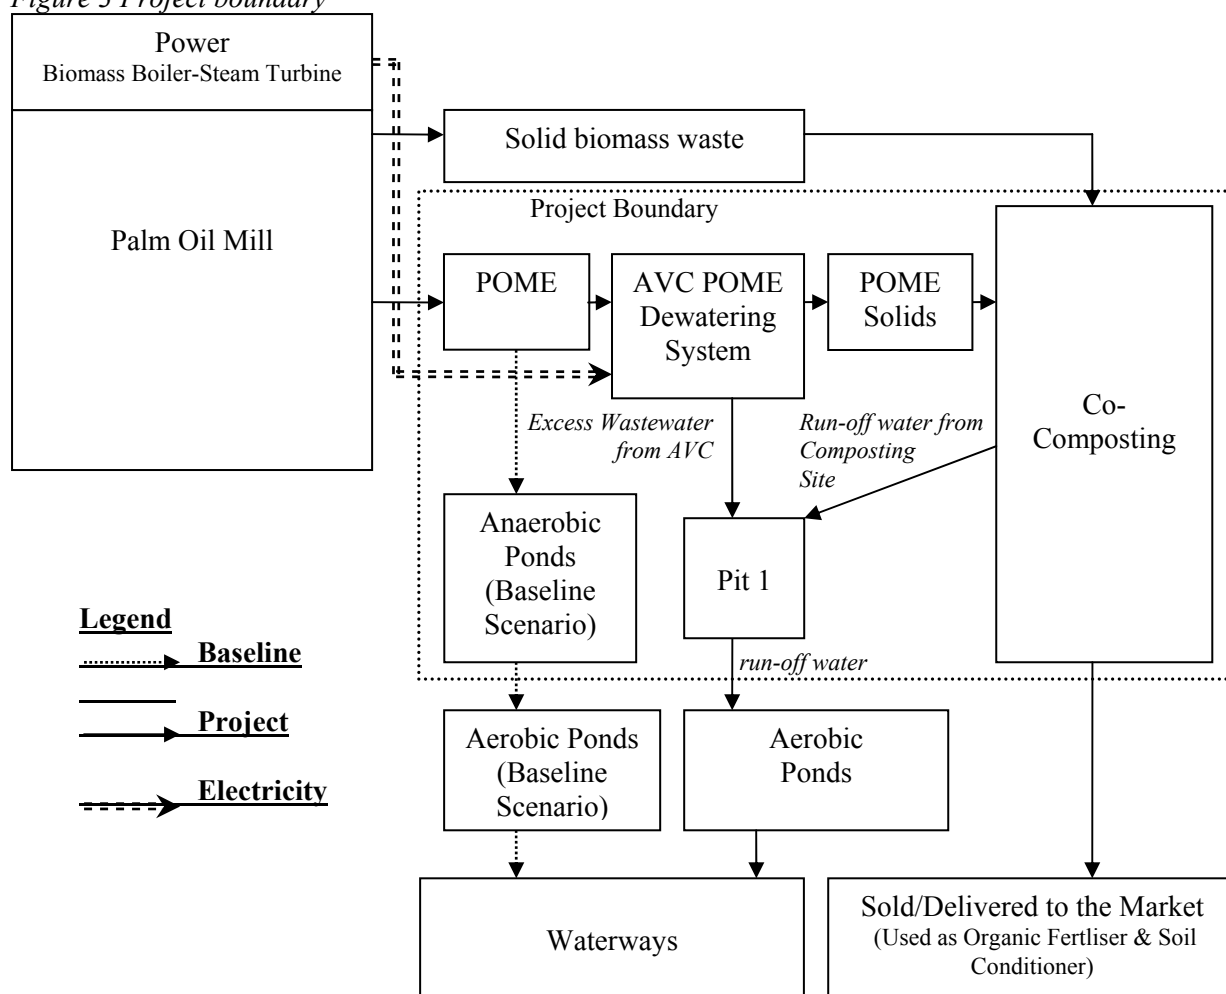 Figure 3 Project boundary
Power
Biomass Boiler-Steam Turbine
Solid biomass waste
Project Boundary
Palm Oil Mill
POME
AVC POME
Dewatering
System
POME
Solids
Co-
Composting
Excess Wastewater
from AVC
Run-off water from
Composting
Site
Anaerobic
Ponds
(Baseline
Scenario)
Pit 1
Legend
Baseline
Project
Electricity
run-off water
Aerobic Ponds
(Baseline
Scenario)
Aerobic
Ponds
Waterways
Sold/Delivered to the Market
(Used as Organic Fertliser & Soil
Conditioner)